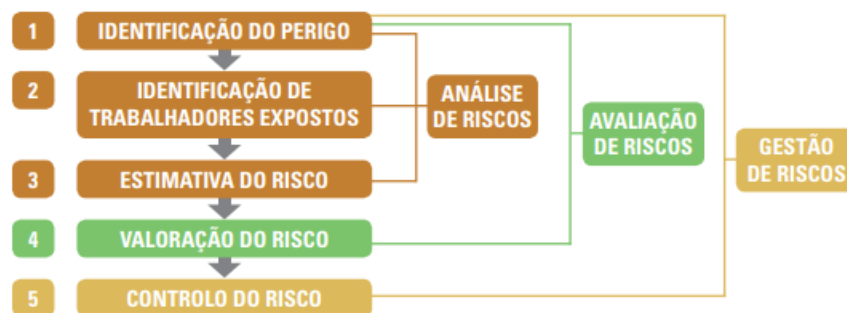 1
IDENTIFICAÇÃO DO PERIGO
2
IDENTIFICAÇÃO DE
TRABALHADORES EXPOSTOS
ANÁLISE
DE RISCOS
AVALIAÇÃO
DE RISCOS
GESTÃO
DE RISCOS
3
ESTIMATIVA DO RISCO
4
VALORAÇÃO DO RISCO
5
CONTROLO DO RISCO